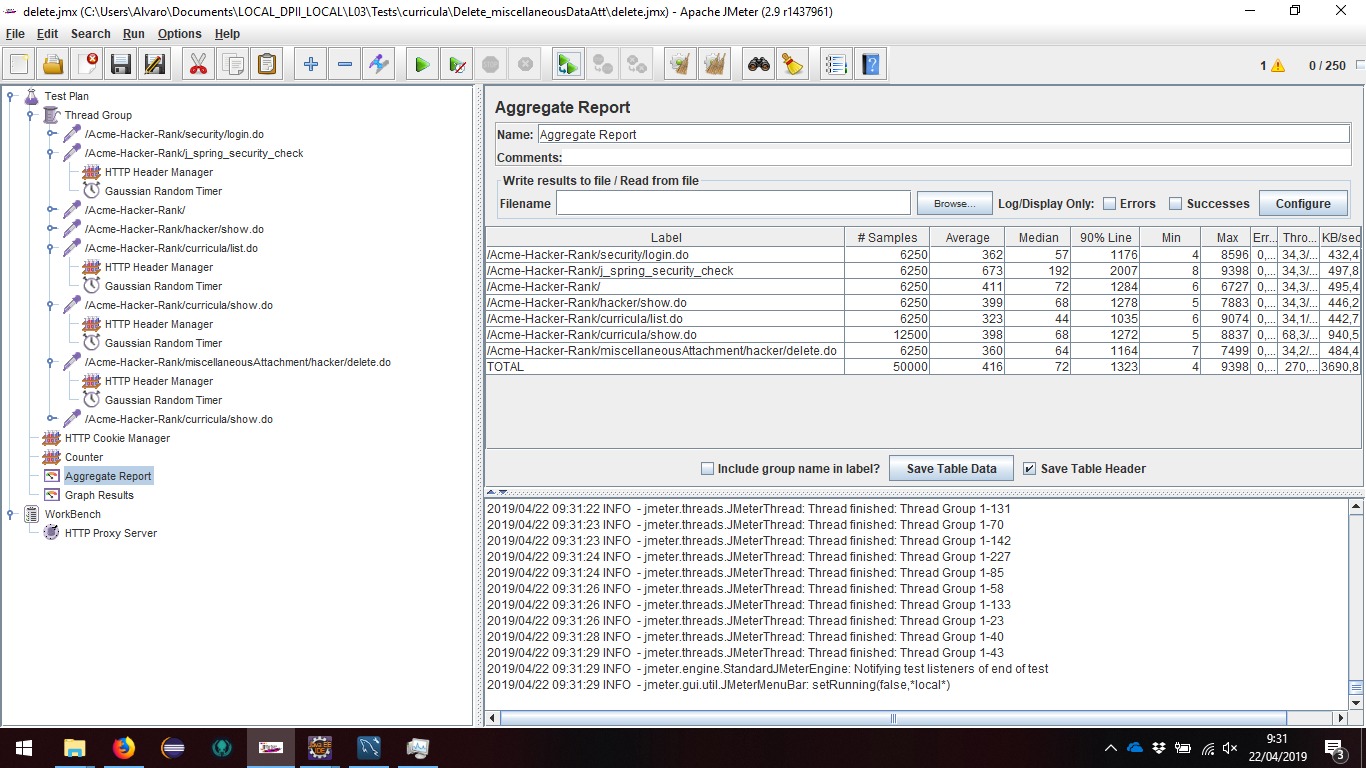 delete.jmx (C:\Users\Alvaro\Documents\LOCAL_DPII_LOCAL\L03\Tests\curricula\Delete_miscellaneousDataAtt\delete.jmx) - Apache JMeter (2.9 r1437961)
File Edit Search Run Options Help
1 0 / 250
Test Plan
Thread Group
/Acme-Hacker-Rank/security/login.do
/Acme-Hacker-Rank/j_spring_security_check
HTTP Header Manager
Gaussian Random Timer
/Acme-Hacker-Rank/
/Acme-Hacker-Rank/hacker/show.do
/Acme-Hacker-Rank/curricula/list.do
HTTP Header Manager
Gaussian Random Timer
/Acme-Hacker-Rank/curricula/show.do
HTTP Header Manager
Gaussian Random Timer
/Acme-Hacker-Rank/miscellaneousAttachment/hacker/delete.do
HTTP Header Manager
Gaussian Random Timer
/Acme-Hacker-Rank/curricula/show.do
HTTP Cookie Manager
Counter
Aggregate Report
Graph Results
WorkBench
HTTP Proxy Server
Aggregate Report
Name: Aggregate Report
Comments:
Write results to file / Read from file
Filename Browse... Log/Display Only: Errors Successes Configure
Label # Samples Average Median 90% Line Min Max Err... Thro... KB/sec
/Acme-Hacker-Rank/security/login.do 6250 362 57 1176 4 8596 0,... 34,3/... 432,4
/Acme-Hacker-Rank/j_spring_security_check 6250 673 192 2007 8 9398 0,... 34,3/... 497,8
/Acme-Hacker-Rank/ 6250 411 72 1284 6 6727 0,... 34,3/... 495,4
/Acme-Hacker-Rank/hacker/show.do 6250 399 68 1278 5 7883 0,... 34,3/... 446,2
/Acme-Hacker-Rank/curricula/list.do 6250 323 44 1035 6 9074 0,... 34,1/... 442,7
/Acme-Hacker-Rank/curricula/show.do 12500 398 68 1272 5 8837 0,... 68,3/... 940,5
/Acme-Hacker-Rank/miscellaneousAttachment/hacker/delete.do 6250 360 64 1164 7 7499 0,... 34,2/... 484,4
TOTAL 50000 416 72 1323 4 9398 0,... 270,... 3690,8
Include group name in label? Save Table Data Save Table Header
2019/04/22 09:31:22 INFO - jmeter.threads.JMeterThread: Thread finished: Thread Group 1-131
2019/04/22 09:31:23 INFO - jmeter.threads.JMeterThread: Thread finished: Thread Group 1-70
2019/04/22 09:31:23 INFO - jmeter.threads.JMeterThread: Thread finished: Thread Group 1-142
2019/04/22 09:31:24 INFO - jmeter.threads.JMeterThread: Thread finished: Thread Group 1-227
2019/04/22 09:31:24 INFO - jmeter.threads.JMeterThread: Thread finished: Thread Group 1-85
2019/04/22 09:31:26 INFO - jmeter.threads.JMeterThread: Thread finished: Thread Group 1-58
2019/04/22 09:31:26 INFO - jmeter.threads.JMeterThread: Thread finished: Thread Group 1-133
2019/04/22 09:31:26 INFO - jmeter.threads.JMeterThread: Thread finished: Thread Group 1-23
2019/04/22 09:31:28 INFO - jmeter.threads.JMeterThread: Thread finished: Thread Group 1-40
2019/04/22 09:31:29 INFO - jmeter.threads.JMeterThread: Thread finished: Thread Group 1-43
2019/04/22 09:31:29 INFO - jmeter.engine.StandardJMeterEngine: Notifying test listeners of end of test
2019/04/22 09:31:29 INFO - jmeter.gui.util.JMeterMenuBar: setRunning(false,*local*)
9:31
22/04/2019
3